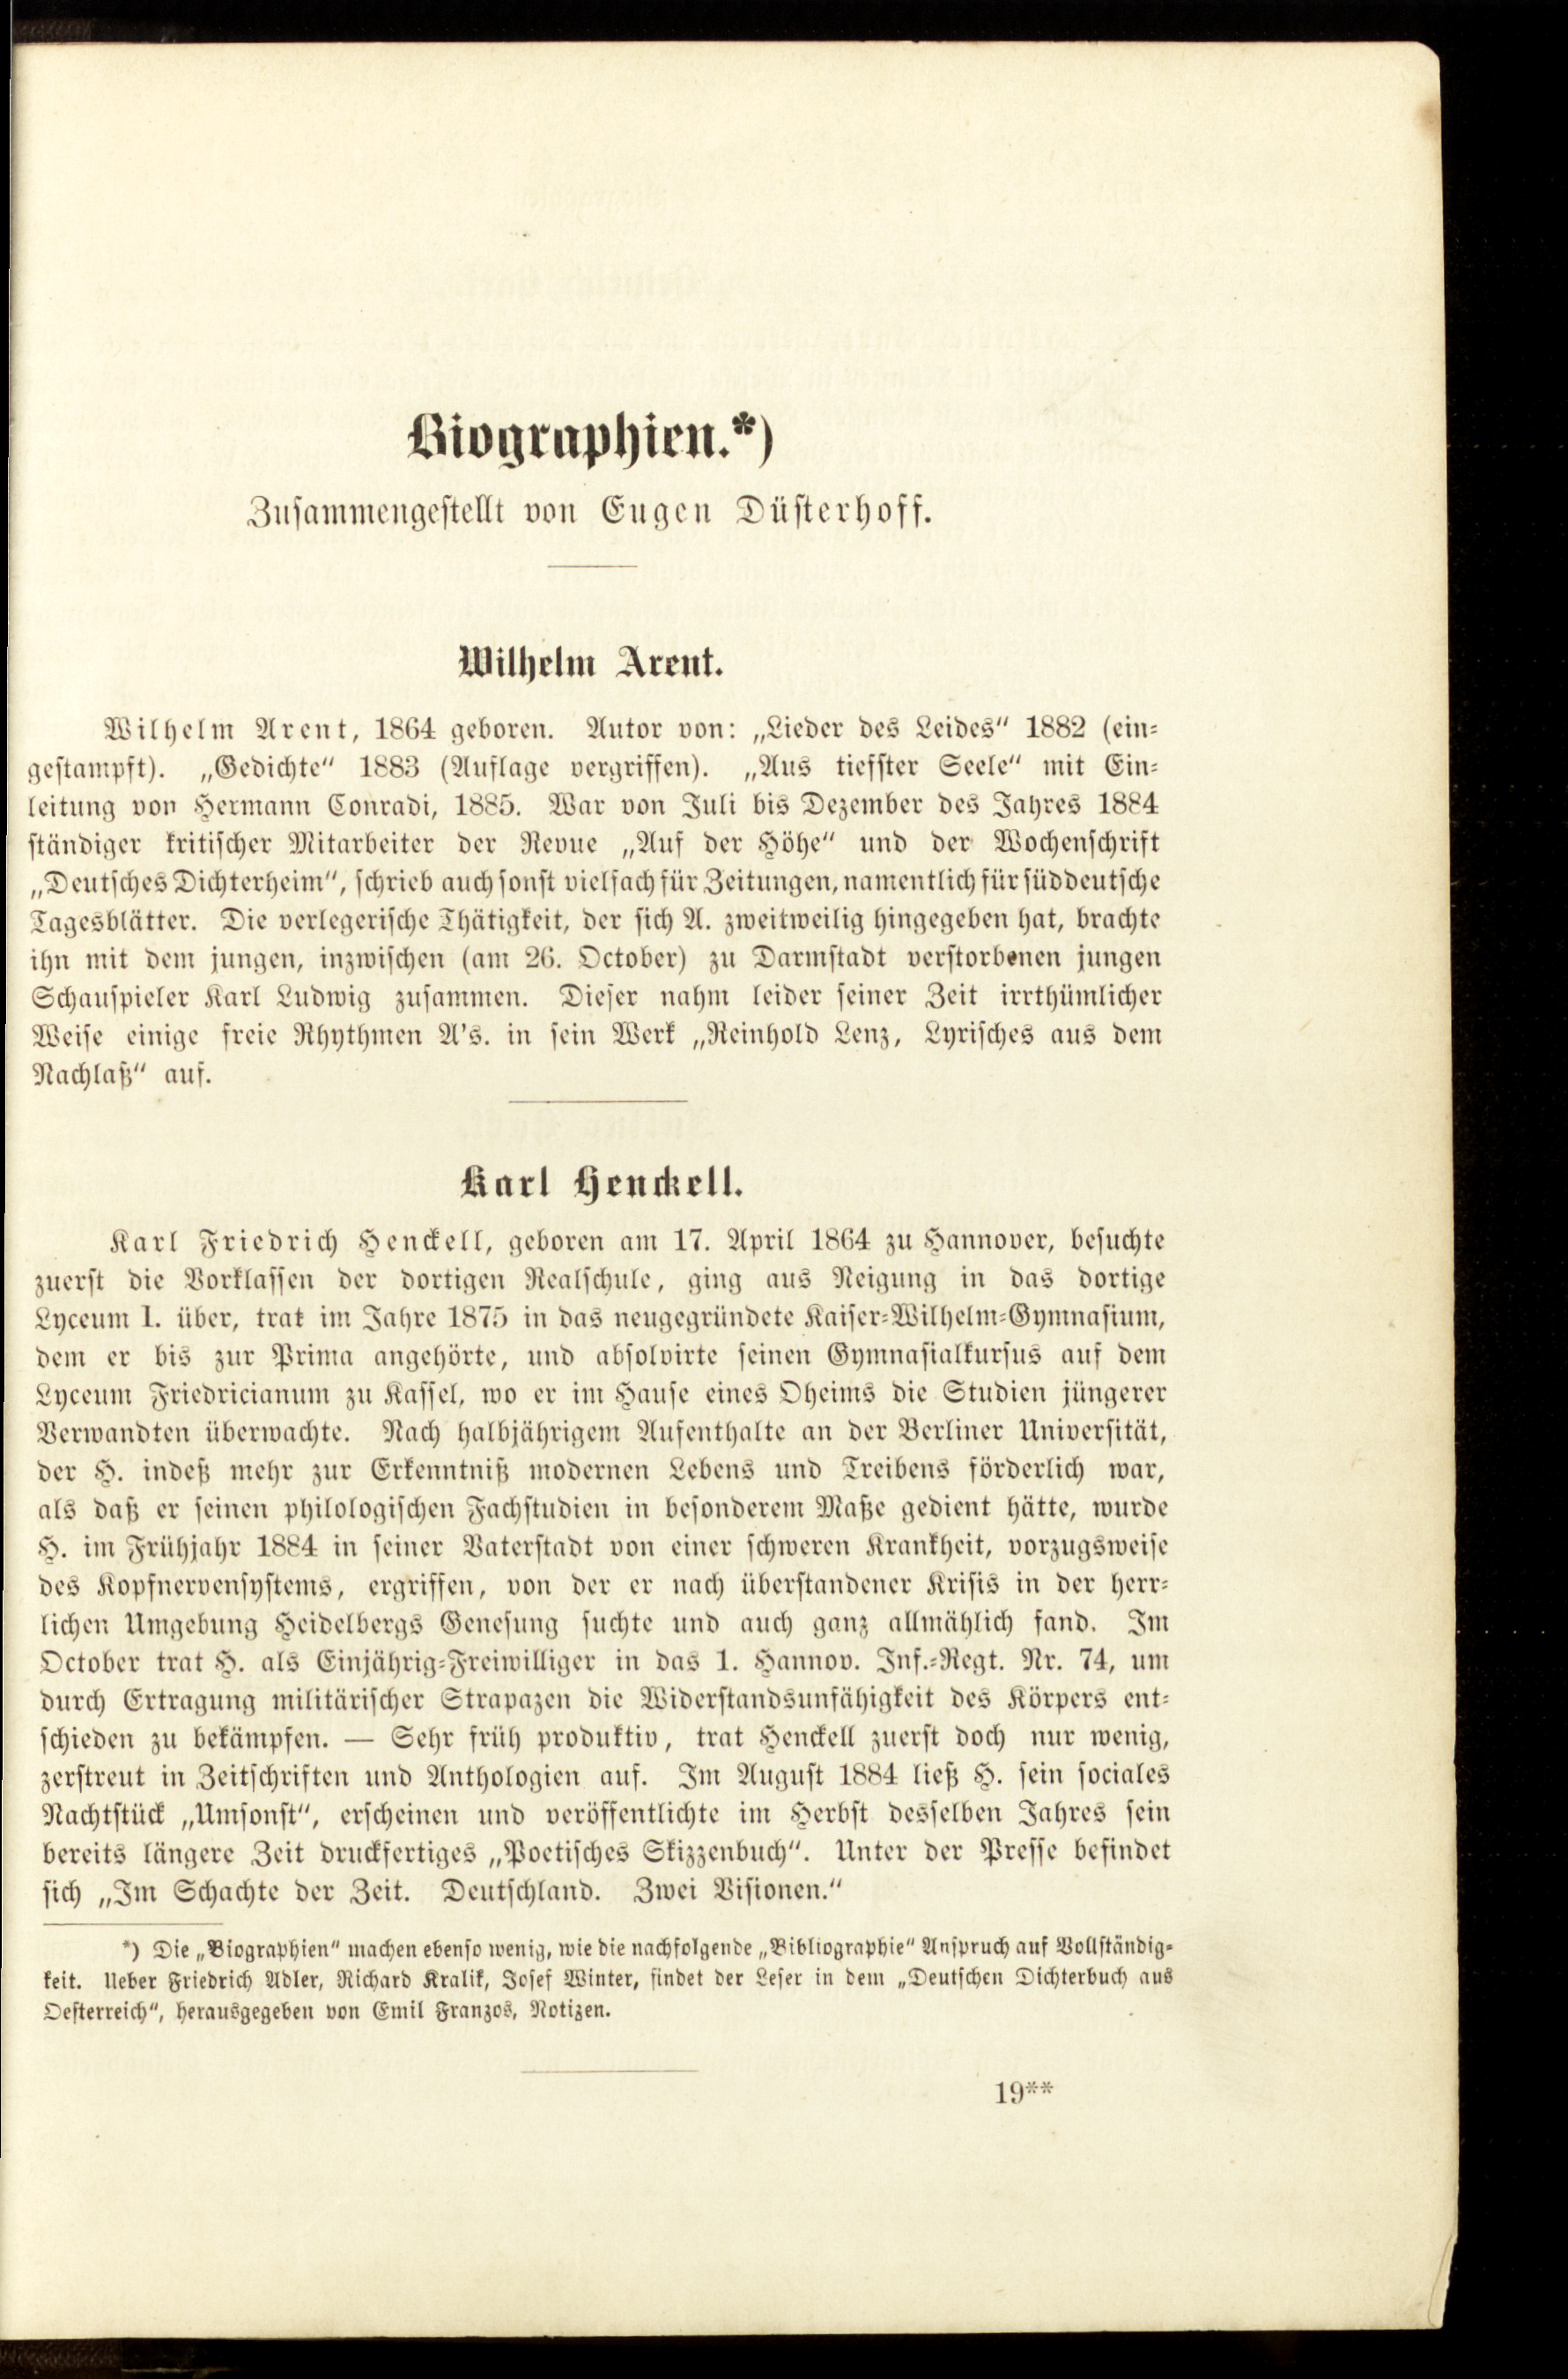 Biographien.*)
Zusammengestellt von Eugen Düsterhoff.
Wilhelm Arent.
Wilhelm Arent, 1864 geboren. Autor von: „Lieder des Leides“ 1882 (ein-
gestampft). „Gedichte“ 1883 (Auflage vergriffen). „Aus tiefster Seele“ mit Ein-
leitung von Hermann Conradi, 1885. War von Juli bis Dezember des Jahres 1884
ständiger kritischer Mitarbeiter der Revue „Auf der Höhe“ und der Wochenschrift
„Deutsches Dichterheim“, schrieb auch sonst vielfach für Zeitungen, namentlich für süddeutsche
Tagesblätter. Die verlegerische Thätigkeit, der sich A. zweitweilig hingegeben hat, brachte
ihn mit dem jungen, inzwischen (am 26. October) zu Darmstadt verstorbenen jungen
Schauspieler Karl Ludwig zusammen. Dieser nahm leider seiner Zeit irrthümlicher
Weise einige freie Rhythmen A's. in sein Werk „Reinhold Lenz, Lyrisches aus dem
Nachlaß“ auf.
Karl Henckell.
Karl Friedrich Henckell, geboren am 17. April 1864 zu Hannover, besuchte
zuerst die Vorklassen der dortigen Realschule, ging aus Neigung in das dortige
Lyceum I. über, trat im Jahre 1875 in das neugegründete Kaiser-Wilhelm-Gymnasium,
dem er bis zur Prima angehörte, und absolvirte seinen Gymnasialkursus auf dem
Lyceum Friedricianum zu Kassel, wo er im Hause eines Oheims die Studien jüngerer
Verwandten überwachte. Nach halbjährigem Aufenthalte an der Berliner Universität,
der H. indeß mehr zur Erkenntniß modernen Lebens und Treibens förderlich war,
als daß er seinen philologischen Fachstudien in besonderem Maße gedient hätte, wurde
H. im Frühjahr 1884 in seiner Vaterstadt von einer schweren Krankheit, vorzugsweise
des Kopfnervensystems, ergriffen, von der er nach überstandener Krisis in der herr-
lichen Umgebung Heidelbergs Genesung suchte und auch ganz allmählich fand. Im
October trat H. als Einjährig-Freiwilliger in das 1. Hannov. Inf.-Regt. Nr. 74, um
durch Ertragung militärischer Strapazen die Widerstandsunfähigkeit des Körpers ent-
schieden zu bekämpfen. — Sehr früh produktiv, trat Henckell zuerst doch nur wenig,
zerstreut in Zeitschriften und Anthologien auf. Im August 1884 ließ H. sein sociales
Nachtstück „Umsonst“, erscheinen und veröffentlichte im Herbst desselben Jahres sein
bereits längere Zeit druckfertiges „Poetisches Skizzenbuch“. Unter der Presse befindet
sich „Im Schachte der Zeit. Deutschland. Zwei Visionen.“
*) Die „Biographien“ machen ebenso wenig, wie die nachfolgende „Bibliographie“ Anspruch auf Vollständig-
keit. Ueber Friedrich Adler, Richard Kralik, Josef Winter, findet der Leser in dem „Deutschen Dichterbuch aus
Oesterreich“, herausgegeben von Emil Franzos, Notizen.
19**